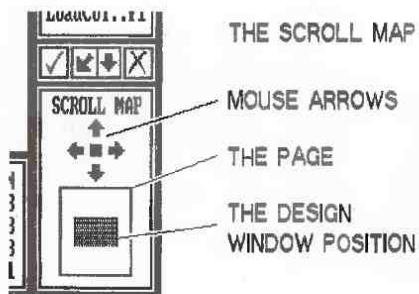 THE SCROLL MAP
SCROLL MAP
MOUSE ARROWS
THE PAGE
THE DESIGN
WINDOW POSITION